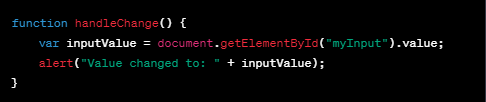 function handleChange() {
    var inputValue = document.getElementById("myInput").value;
    alert("Value changed to: " + inputValue);
}